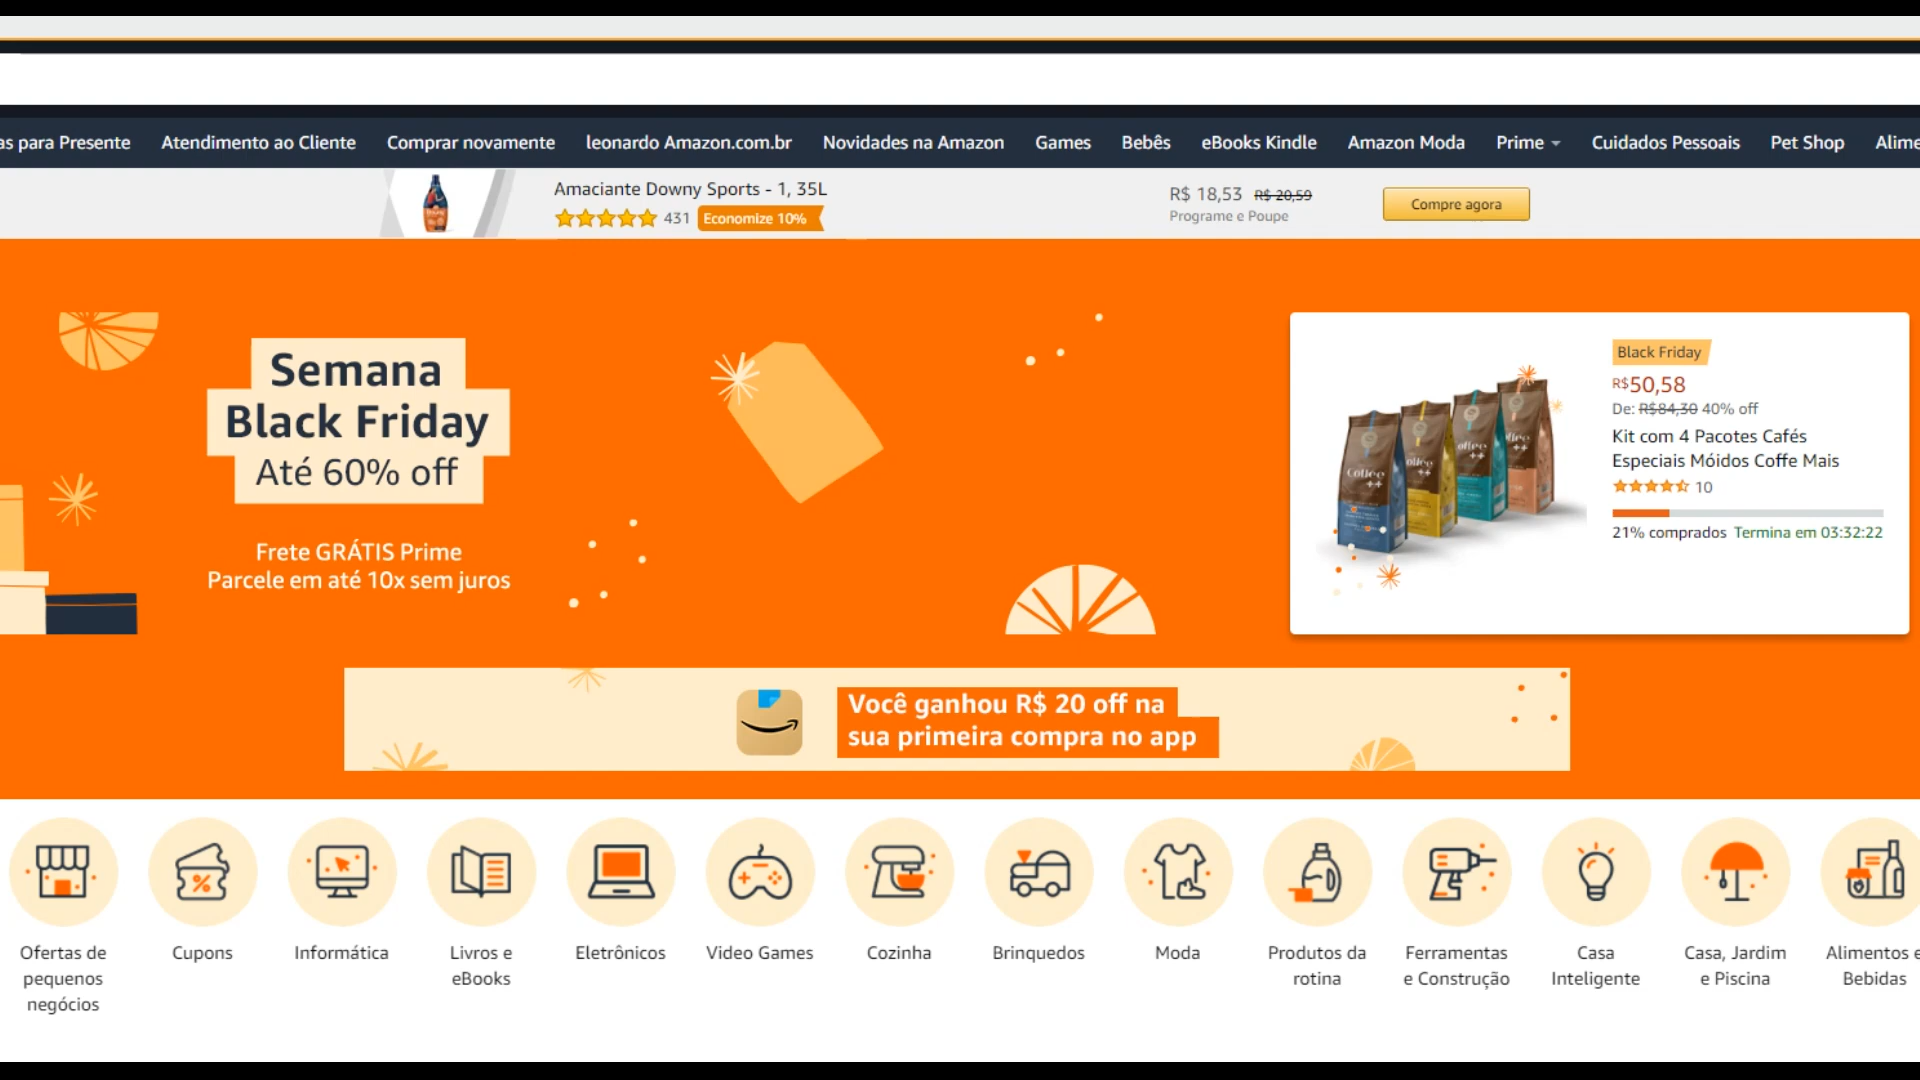 as para Presente Atendimento ao Cliente Comprar novamente leonardo Amazon.com.br Novidades na Amazon Games Bebês eBooks Kindle Amazon Moda Prime Cuidados Pessoais Pet Shop Alime
Amaciante Downy Sports - 1, 35L
431 Economize 10%
R$ 18,53 R$ 20,59
Programe e Poupe
Compre agora
Semana
Black Friday
Até 60% off
Frete GRÁTIS Prime
Parcele em até 10x sem juros
Coffee
++
offee
++
offee
++
Black Friday
R$50,58
De: R$84,30 40% off
Kit com 4 Pacotes Cafés
Especiais Móidos Coffe Mais
10
21% comprados Termina em 03:32:22
Você ganhou R$ 20 off na
sua primeira compra no app
Ofertas de
pequenos
negócios
Cupons
Informática
Livros e
eBooks
Eletrônicos
Video Games
Cozinha
Brinquedos
Moda
Produtos da
rotina
Ferramentas
e Construção
Casa
Inteligente
Casa, Jardim
e Piscina
Alimentos e
Bebidas